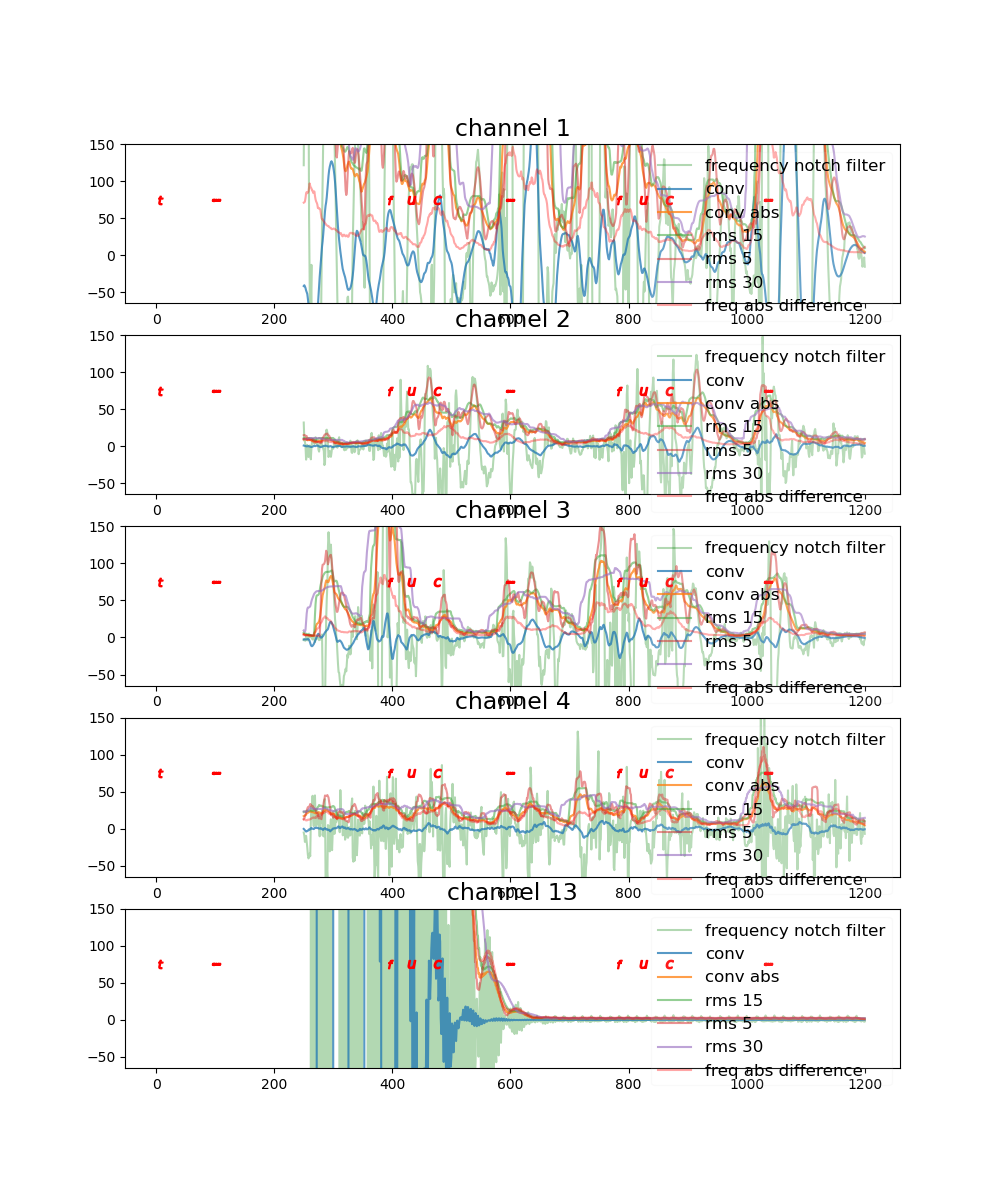 channel 1
150
100
50
0
−50
t – f u c – f u c –
frequency notch filter
conv
conv abs
rms 15
rms 5
rms 30
freq abs difference
0 200 400 600 800 1000 1200
channel 2
150
100
50
0
−50
t – f u c – f u c –
frequency notch filter
conv
conv abs
rms 15
rms 5
rms 30
freq abs difference
0 200 400 600 800 1000 1200
channel 3
150
100
50
0
−50
t – f u c – f u c –
frequency notch filter
conv
conv abs
rms 15
rms 5
rms 30
freq abs difference
0 200 400 600 800 1000 1200
channel 4
150
100
50
0
−50
t – f u c – f u c –
frequency notch filter
conv
conv abs
rms 15
rms 5
rms 30
freq abs difference
0 200 400 600 800 1000 1200
channel 13
150
100
50
0
−50
t – f u c – f u c –
frequency notch filter
conv
conv abs
rms 15
rms 5
rms 30
freq abs difference
0 200 400 600 800 1000 1200